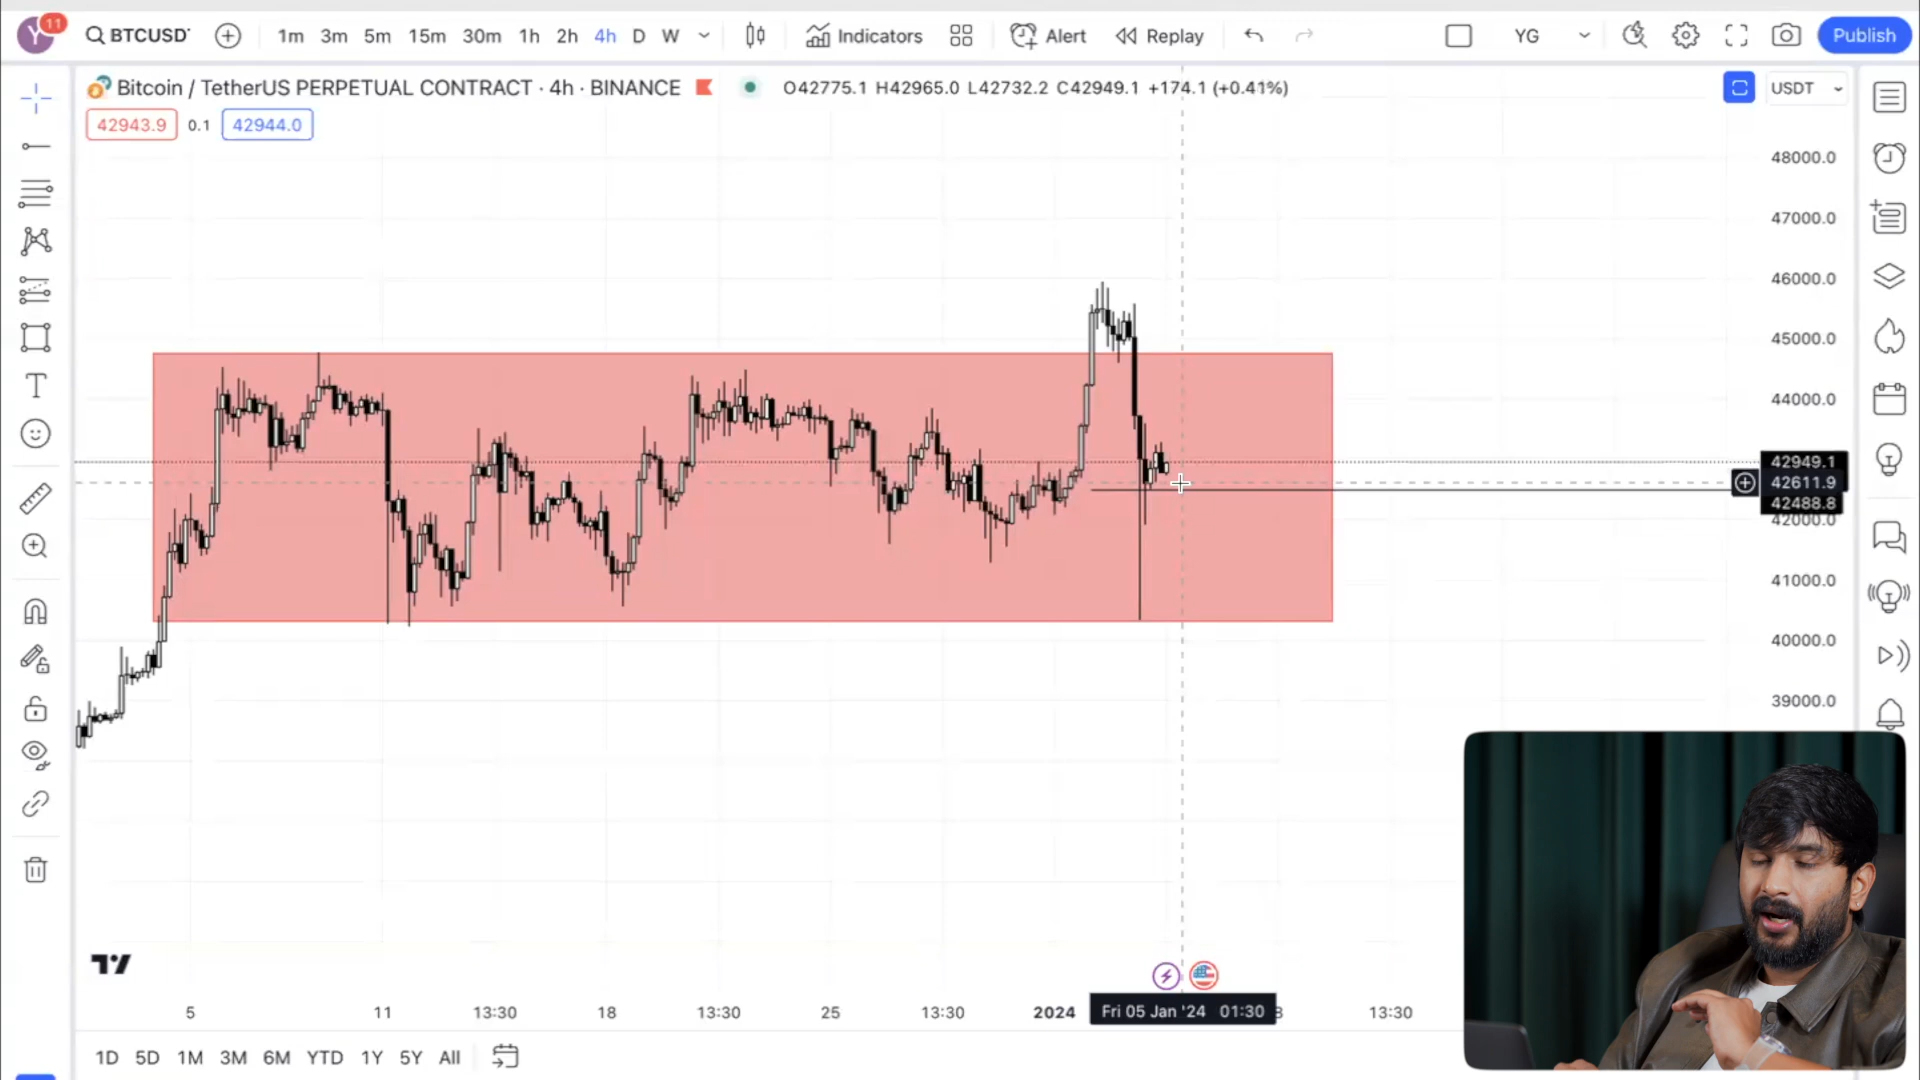 Y 11 BTCUSDT 1m 3m 5m 15m 30m 1h 2h 4h D W Indicators Alert Replay YG Publish
Bitcoin / TetherUS PERPETUAL CONTRACT · 4h · BINANCE O42775.1 H42965.0 L42732.2 C42949.1 +174.1 (+0.41%) USDT
42943.9 0.1 42944.0
48000.0
47000.0
46000.0
45000.0
44000.0
42949.1
42611.9
42488.8
42000.0
41000.0
40000.0
39000.0
5 11 13:30 18 13:30 25 13:30 2024 Fri 05 Jan '24 01:30 8 13:30
1D 5D 1M 3M 6M YTD 1Y 5Y All